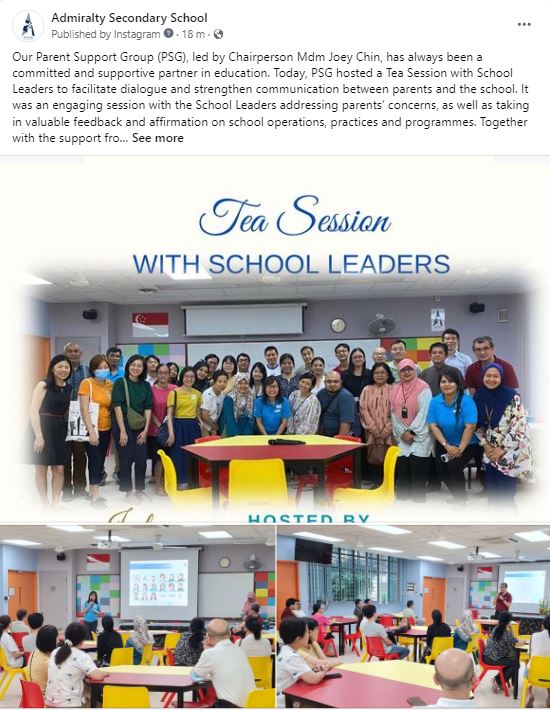 Admiralty Secondary School
Published by Instagram · 18 m ·
Our Parent Support Group (PSG), led by Chairperson Mdm Joey Chin, has always been a
committed and supportive partner in education. Today, PSG hosted a Tea Session with School
Leaders to facilitate dialogue and strengthen communication between parents and the school. It
was an engaging session with the School Leaders addressing parents' concerns, as well as taking
in valuable feedback and affirmation on school operations, practices and programmes. Together
with the support fro... See more
Tea Session
WITH SCHOOL LEADERS
HOSTED BY